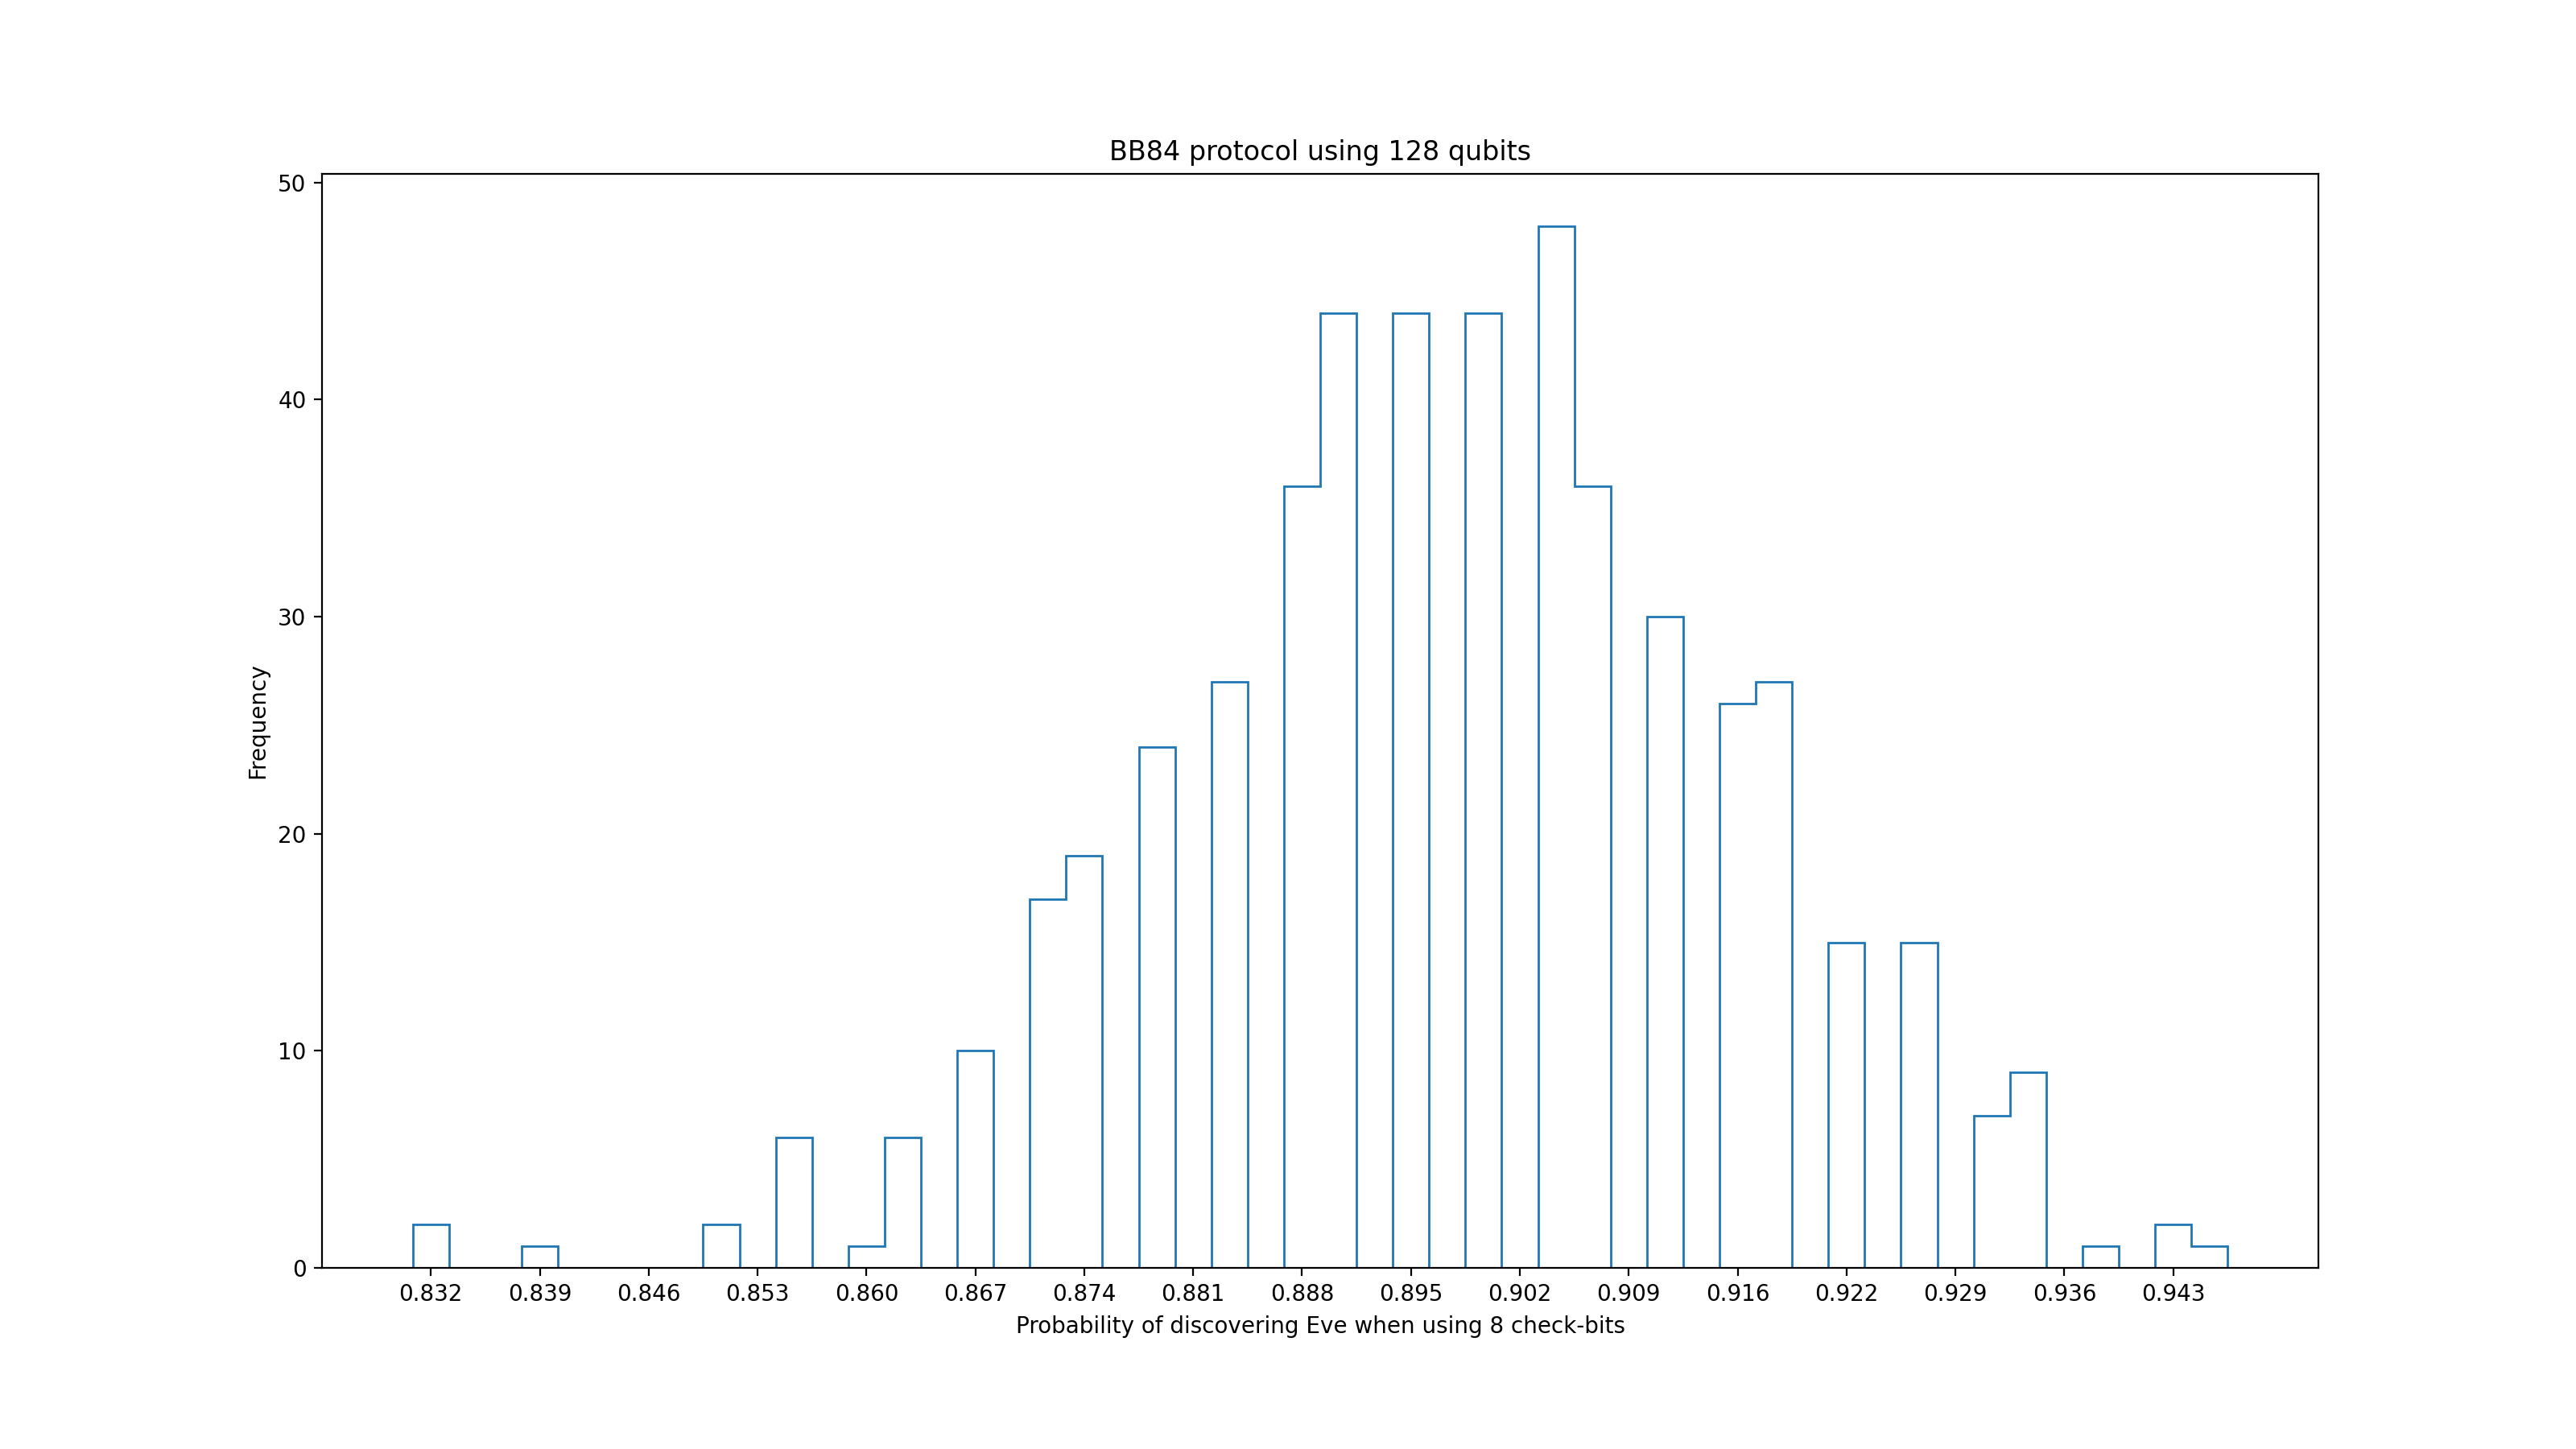 BB84 protocol using 128 qubits
50
40
30
20
10
0
Frequency
0.832 0.839 0.846 0.853 0.860 0.867 0.874 0.881 0.888 0.895 0.902 0.909 0.916 0.922 0.929 0.936 0.943
Probability of discovering Eve when using 8 check-bits